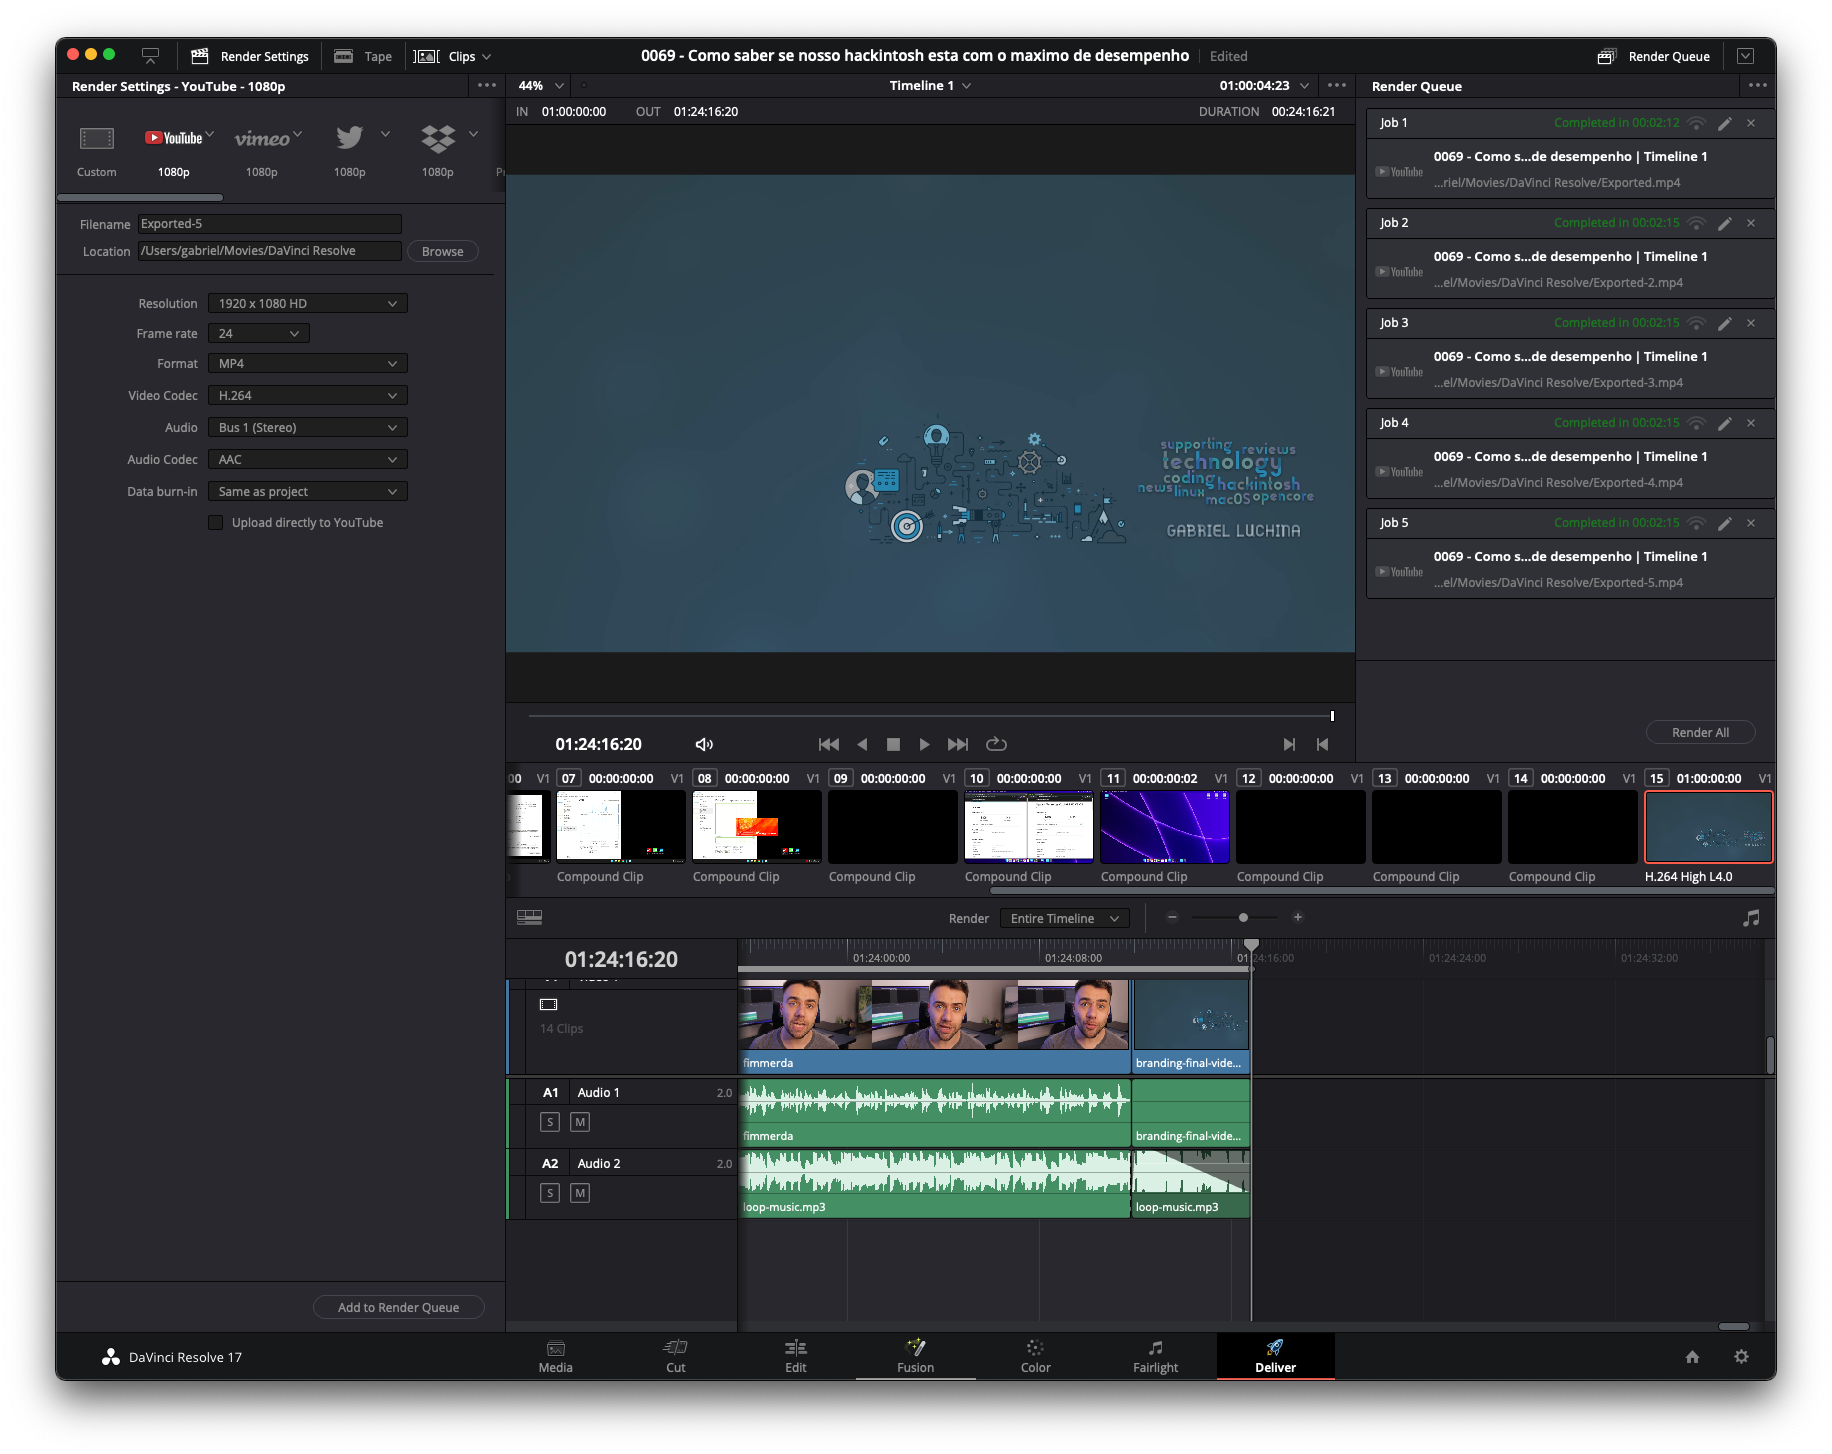 Render Settings
Tape
Clips
0069 - Como saber se nosso hackintosh esta com o maximo de desempenho
Edited
Render Queue
Render Settings - YouTube - 1080p
44%
Timeline 1
01:00:04:23
Render Queue
IN 01:00:00:00 OUT 01:24:16:20
DURATION 00:24:16:21
YouTube
vimeo
Custom
1080p
1080p
1080p
1080p
Filename Exported-5
Location /Users/gabriel/Movies/DaVinci Resolve Browse
Resolution 1920 x 1080 HD
Frame rate 24
Format MP4
Video Codec H.264
Audio Bus 1 (Stereo)
Audio Codec AAC
Data burn-in Same as project
Upload directly to YouTube
Add to Render Queue
supporting reviews
technology
coding hackintosh
news linux macOS opencore
GABRIEL LUCHINA
Job 1 Completed in 00:02:12
0069 - Como s...de desempenho | Timeline 1
YouTube
...riel/Movies/DaVinci Resolve/Exported.mp4
Job 2 Completed in 00:02:15
0069 - Como s...de desempenho | Timeline 1
YouTube
...el/Movies/DaVinci Resolve/Exported-2.mp4
Job 3 Completed in 00:02:15
0069 - Como s...de desempenho | Timeline 1
YouTube
...el/Movies/DaVinci Resolve/Exported-3.mp4
Job 4 Completed in 00:02:15
0069 - Como s...de desempenho | Timeline 1
YouTube
...el/Movies/DaVinci Resolve/Exported-4.mp4
Job 5 Completed in 00:02:15
0069 - Como s...de desempenho | Timeline 1
YouTube
...el/Movies/DaVinci Resolve/Exported-5.mp4
Render All
01:24:16:20
00 V1 07 00:00:00:00 V1 08 00:00:00:00 V1 09 00:00:00:00 V1 10 00:00:00:00 V1 11 00:00:00:02 V1 12 00:00:00:00 V1 13 00:00:00:00 V1 14 00:00:00:00 V1 15 01:00:00:00 V1
Compound Clip Compound Clip Compound Clip Compound Clip Compound Clip Compound Clip Compound Clip Compound Clip H.264 High L4.0
Render Entire Timeline
01:24:16:20
01:24:00:00 01:24:08:00 01:24:16:00 01:24:24:00 01:24:32:00
14 Clips
fimmerda
branding-final-vide...
A1 Audio 1 2.0
S M
fimmerda
branding-final-vide...
A2 Audio 2 2.0
S M
loop-music.mp3
loop-music.mp3
DaVinci Resolve 17
Media
Cut
Edit
Fusion
Color
Fairlight
Deliver